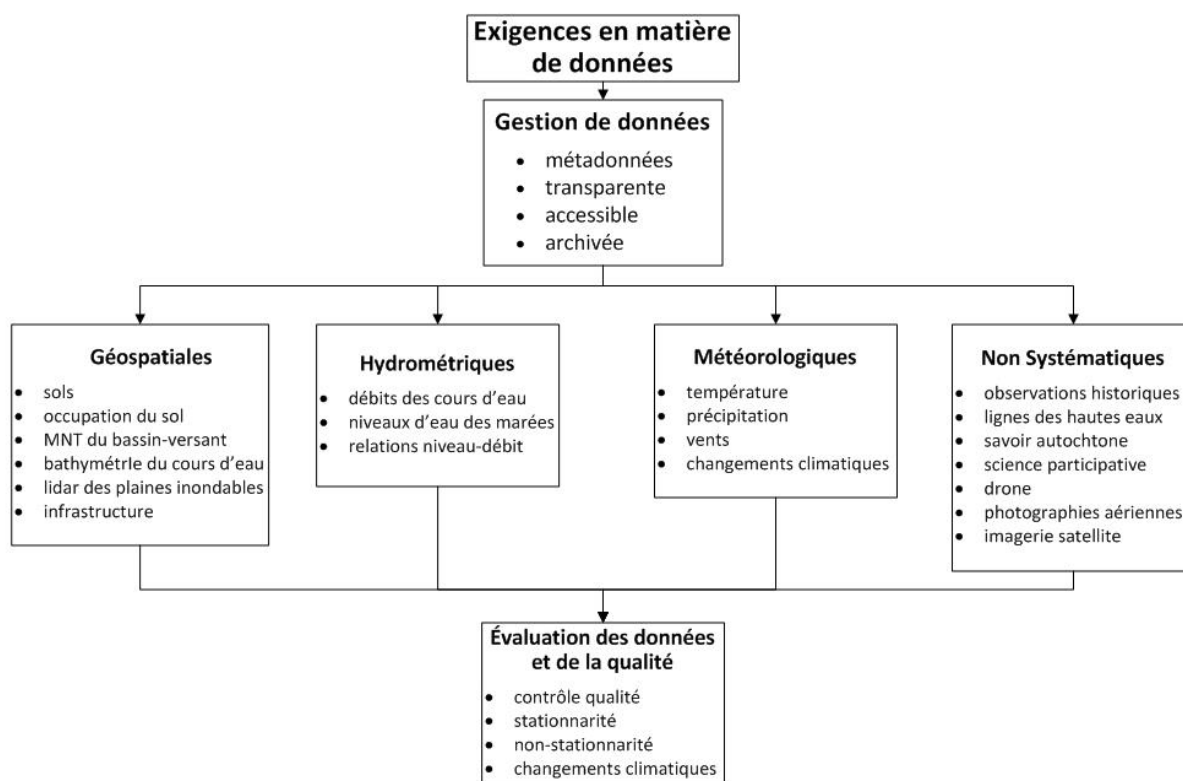 Exigences en matière
de données
Gestion de données
• métadonnées
• transparente
• accessible
• archivée
Géospatiales
• sols
• occupation du sol
• MNT du bassin-versant
• bathymétrIe du cours d'eau
• lidar des plaines inondables
• infrastructure
Hydrométriques
• débits des cours d'eau
• niveaux d'eau des marées
• relations niveau-débit
Météorologiques
• température
• précipitation
• vents
• changements climatiques
Non Systématiques
• observations historiques
• lignes des hautes eaux
• savoir autochtone
• science participative
• drone
• photographies aériennes
• imagerie satellite
Évaluation des données
et de la qualité
• contrôle qualité
• stationnarité
• non-stationnarité
• changements climatiques